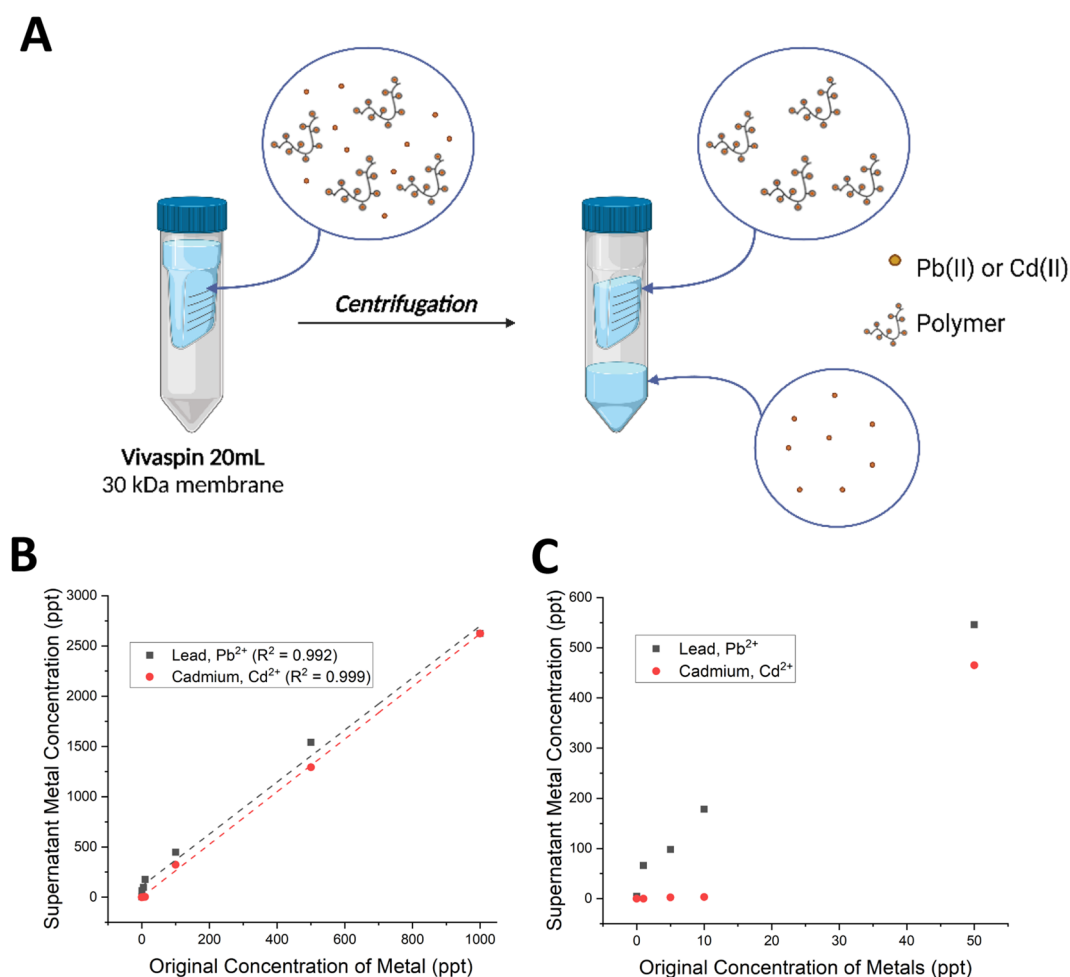 A
Centrifugation
Pb(II) or Cd(II)
Polymer
Vivaspin 20mL
30 kDa membrane
B
Supernatant Metal Concentration (ppt)
3000
2500
2000
1500
1000
500
0
Lead, Pb²⁺ (R² = 0.992)
Cadmium, Cd²⁺ (R² = 0.999)
0 200 400 600 800 1000
Original Concentration of Metal (ppt)
C
Supernatant Metal Concentration (ppt)
600
500
400
300
200
100
0
Lead, Pb²⁺
Cadmium, Cd²⁺
0 10 20 30 40 50
Original Concentration of Metals (ppt)